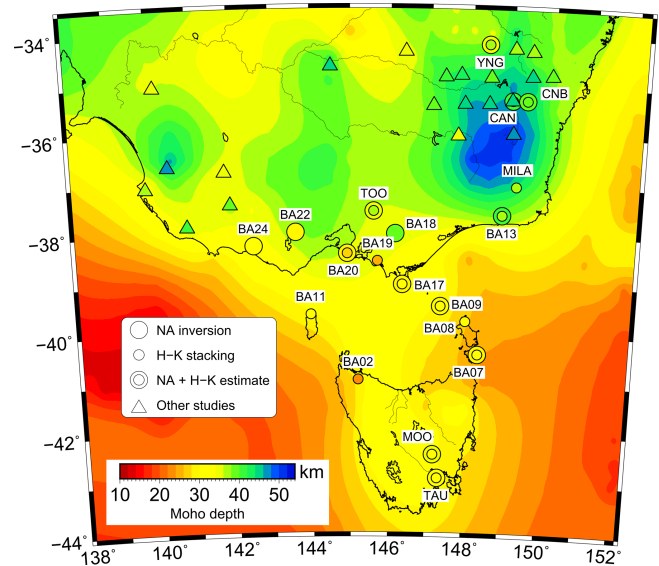 −34°
YNG
CNB
CAN
−36°
MILA
TOO
BA22
BA18
BA24
BA19
BA13
−38°
BA20
BA17
BA11
BA09
BA08
NA inversion
−40°
H−K stacking
BA02
BA07
NA + H−K estimate
Other studies
MOO
−42°
km
TAU
10 20 30 40 50
Moho depth
−44°
138° 140° 142° 144° 146° 148° 150° 152°